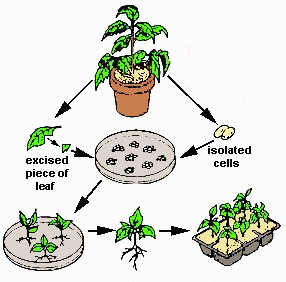 excised
piece of
leaf
isolated
cells